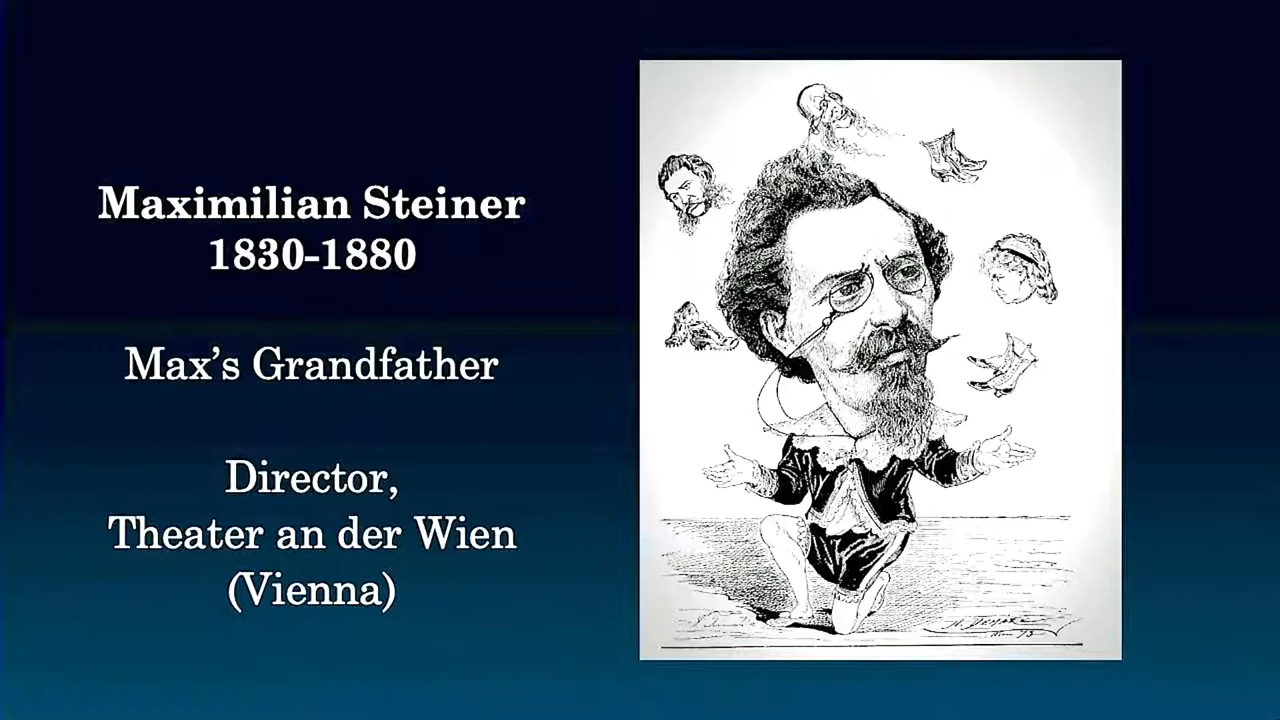 Maximilian Steiner
1830-1880
Max's Grandfather
Director,
Theater an der Wien
(Vienna)